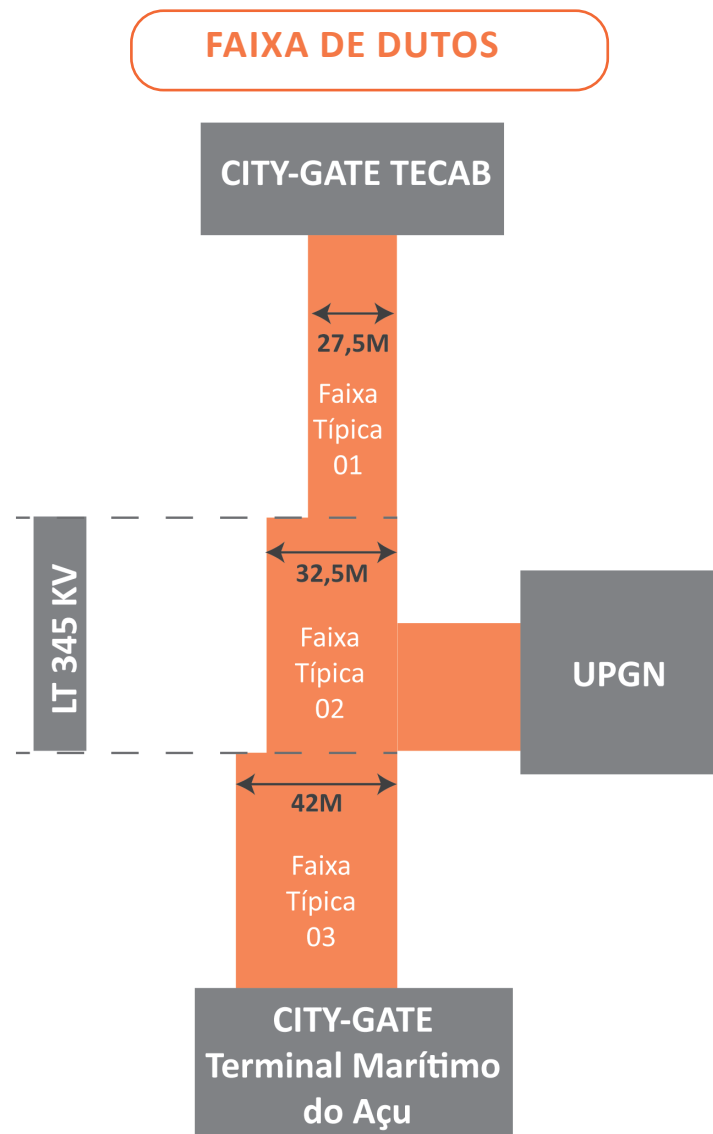 FAIXA DE DUTOS
CITY-GATE TECAB
27,5M
Faixa
Típica
01
LT 345 KV
32,5M
Faixa
Típica
02
UPGN
42M
Faixa
Típica
03
CITY-GATE
Terminal Marítimo
do Açu